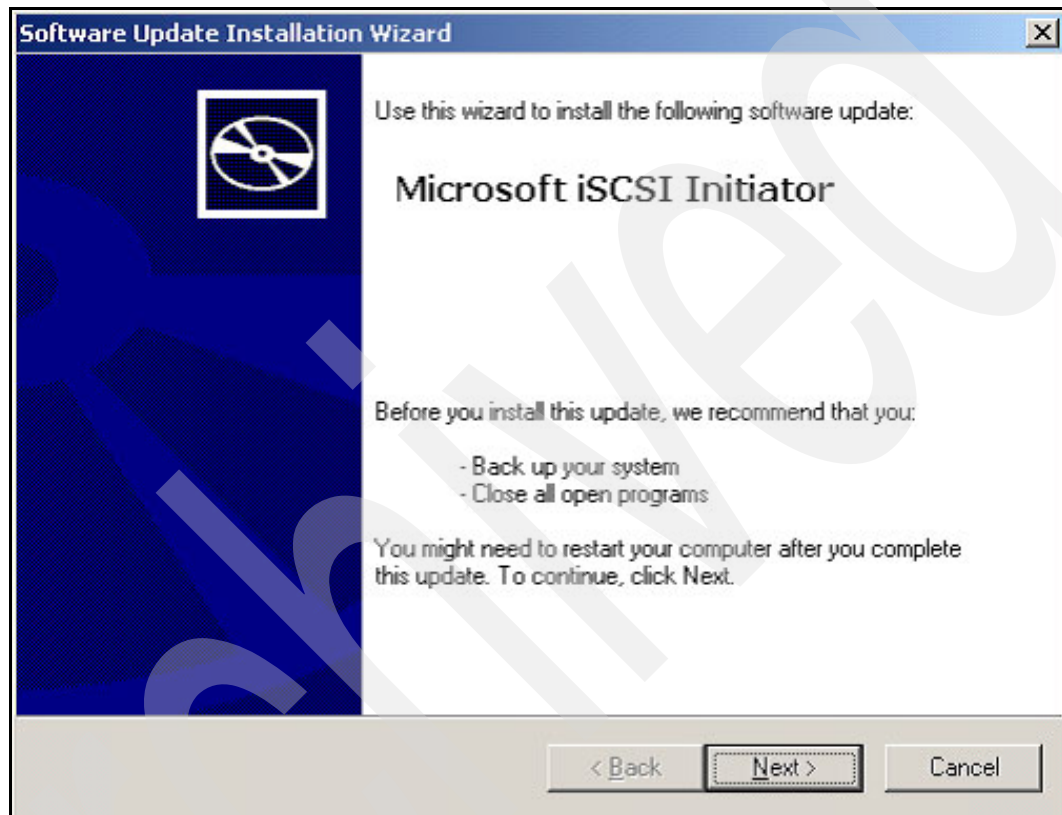 Software Update Installation Wizard
Use this wizard to install the following software update:
Microsoft iSCSI Initiator
Before you install this update, we recommend that you:
- Back up your system
- Close all open programs
You might need to restart your computer after you complete
this update. To continue, click Next.
< Back
Next >
Cancel